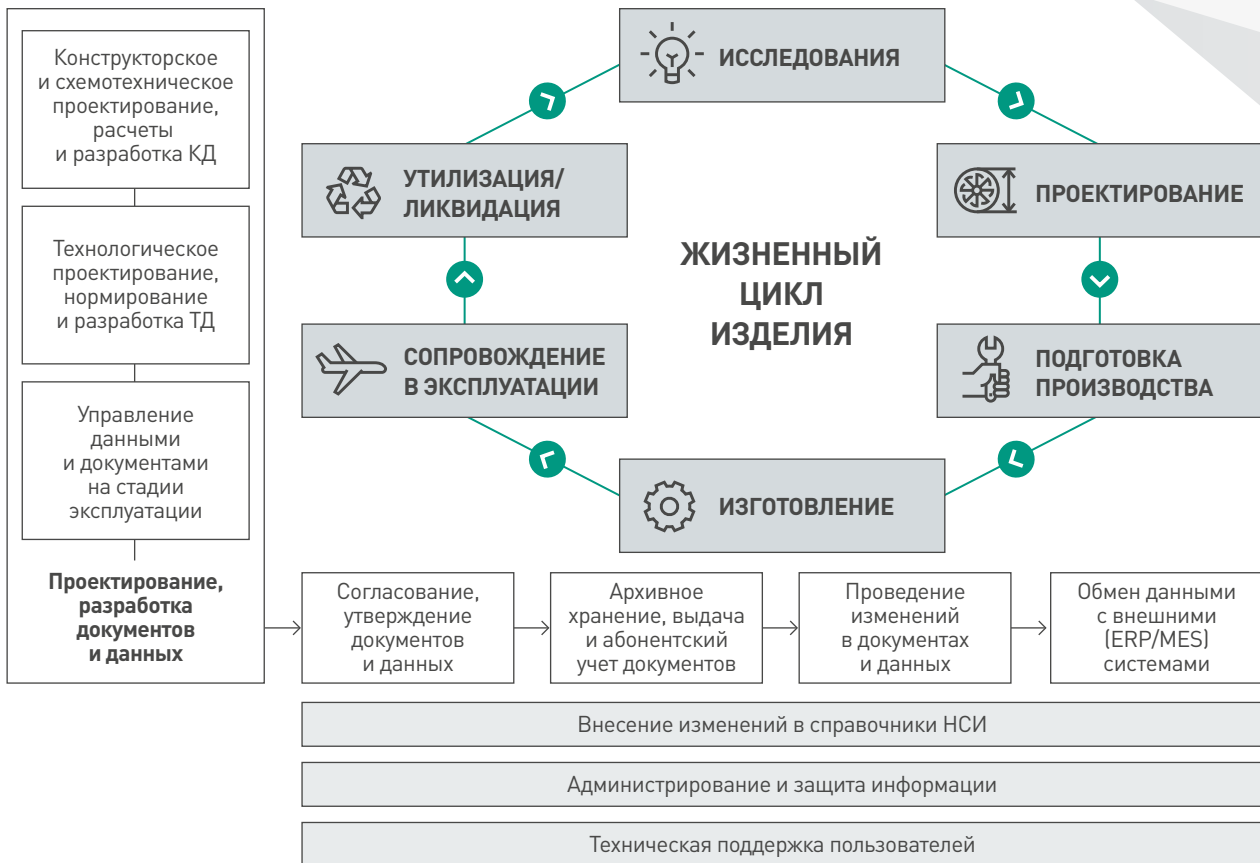 Конструкторское
и схемотехническое
проектирование,
расчеты
и разработка КД
Технологическое
проектирование,
нормирование
и разработка ТД
Управление
данными
и документами
на стадии
эксплуатации
Проектирование,
разработка
документов
и данных
ИССЛЕДОВАНИЯ
УТИЛИЗАЦИЯ/
ЛИКВИДАЦИЯ
ПРОЕКТИРОВАНИЕ
ЖИЗНЕННЫЙ
ЦИКЛ
ИЗДЕЛИЯ
СОПРОВОЖДЕНИЕ
В ЭКСПЛУАТАЦИИ
ПОДГОТОВКА
ПРОИЗВОДСТВА
ИЗГОТОВЛЕНИЕ
Согласование,
утверждение
документов
и данных
Архивное
хранение, выдача
и абонентский
учет документов
Проведение
изменений
в документах
и данных
Обмен данными
с внешними
(ERP/MES)
системами
Внесение изменений в справочники НСИ
Администрирование и защита информации
Техническая поддержка пользователей